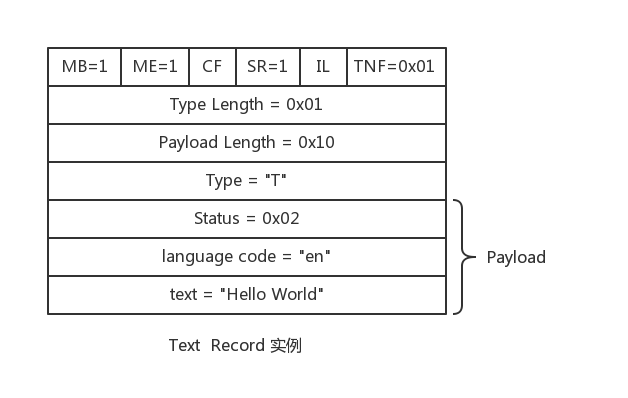 MB=1 ME=1 CF SR=1 IL TNF=0x01
Type Length = 0x01
Payload Length = 0x10
Type = "T"
Status = 0x02
language code = "en"
Payload
text = "Hello World"
Text Record 实例